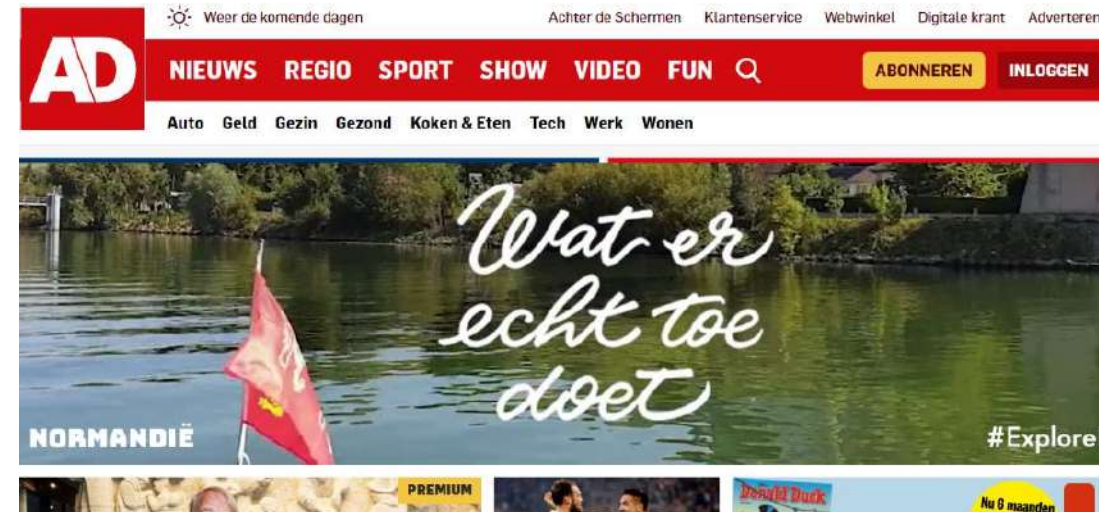 Weer de komende dagen Achter de Schermen Klantenservice Webwinkel Digitale krant Adverteren
AD NIEUWS REGIO SPORT SHOW VIDEO FUN ABONNEREN INLOGGEN
Auto Geld Gezin Gezond Koken & Eten Tech Werk Wonen
Wat er
echt toe
doet
NORMANDIË #Explore
PREMIUM Donald Duck Nu 6 maanden